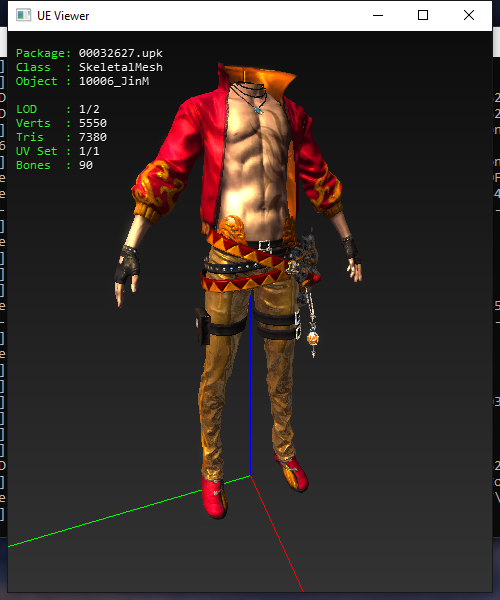 UE Viewer
Package: 00032627.upk
Class : SkeletalMesh
Object : 10006_JinM
LOD : 1/2
Verts : 5550
Tris : 7380
UV Set : 1/1
Bones : 90